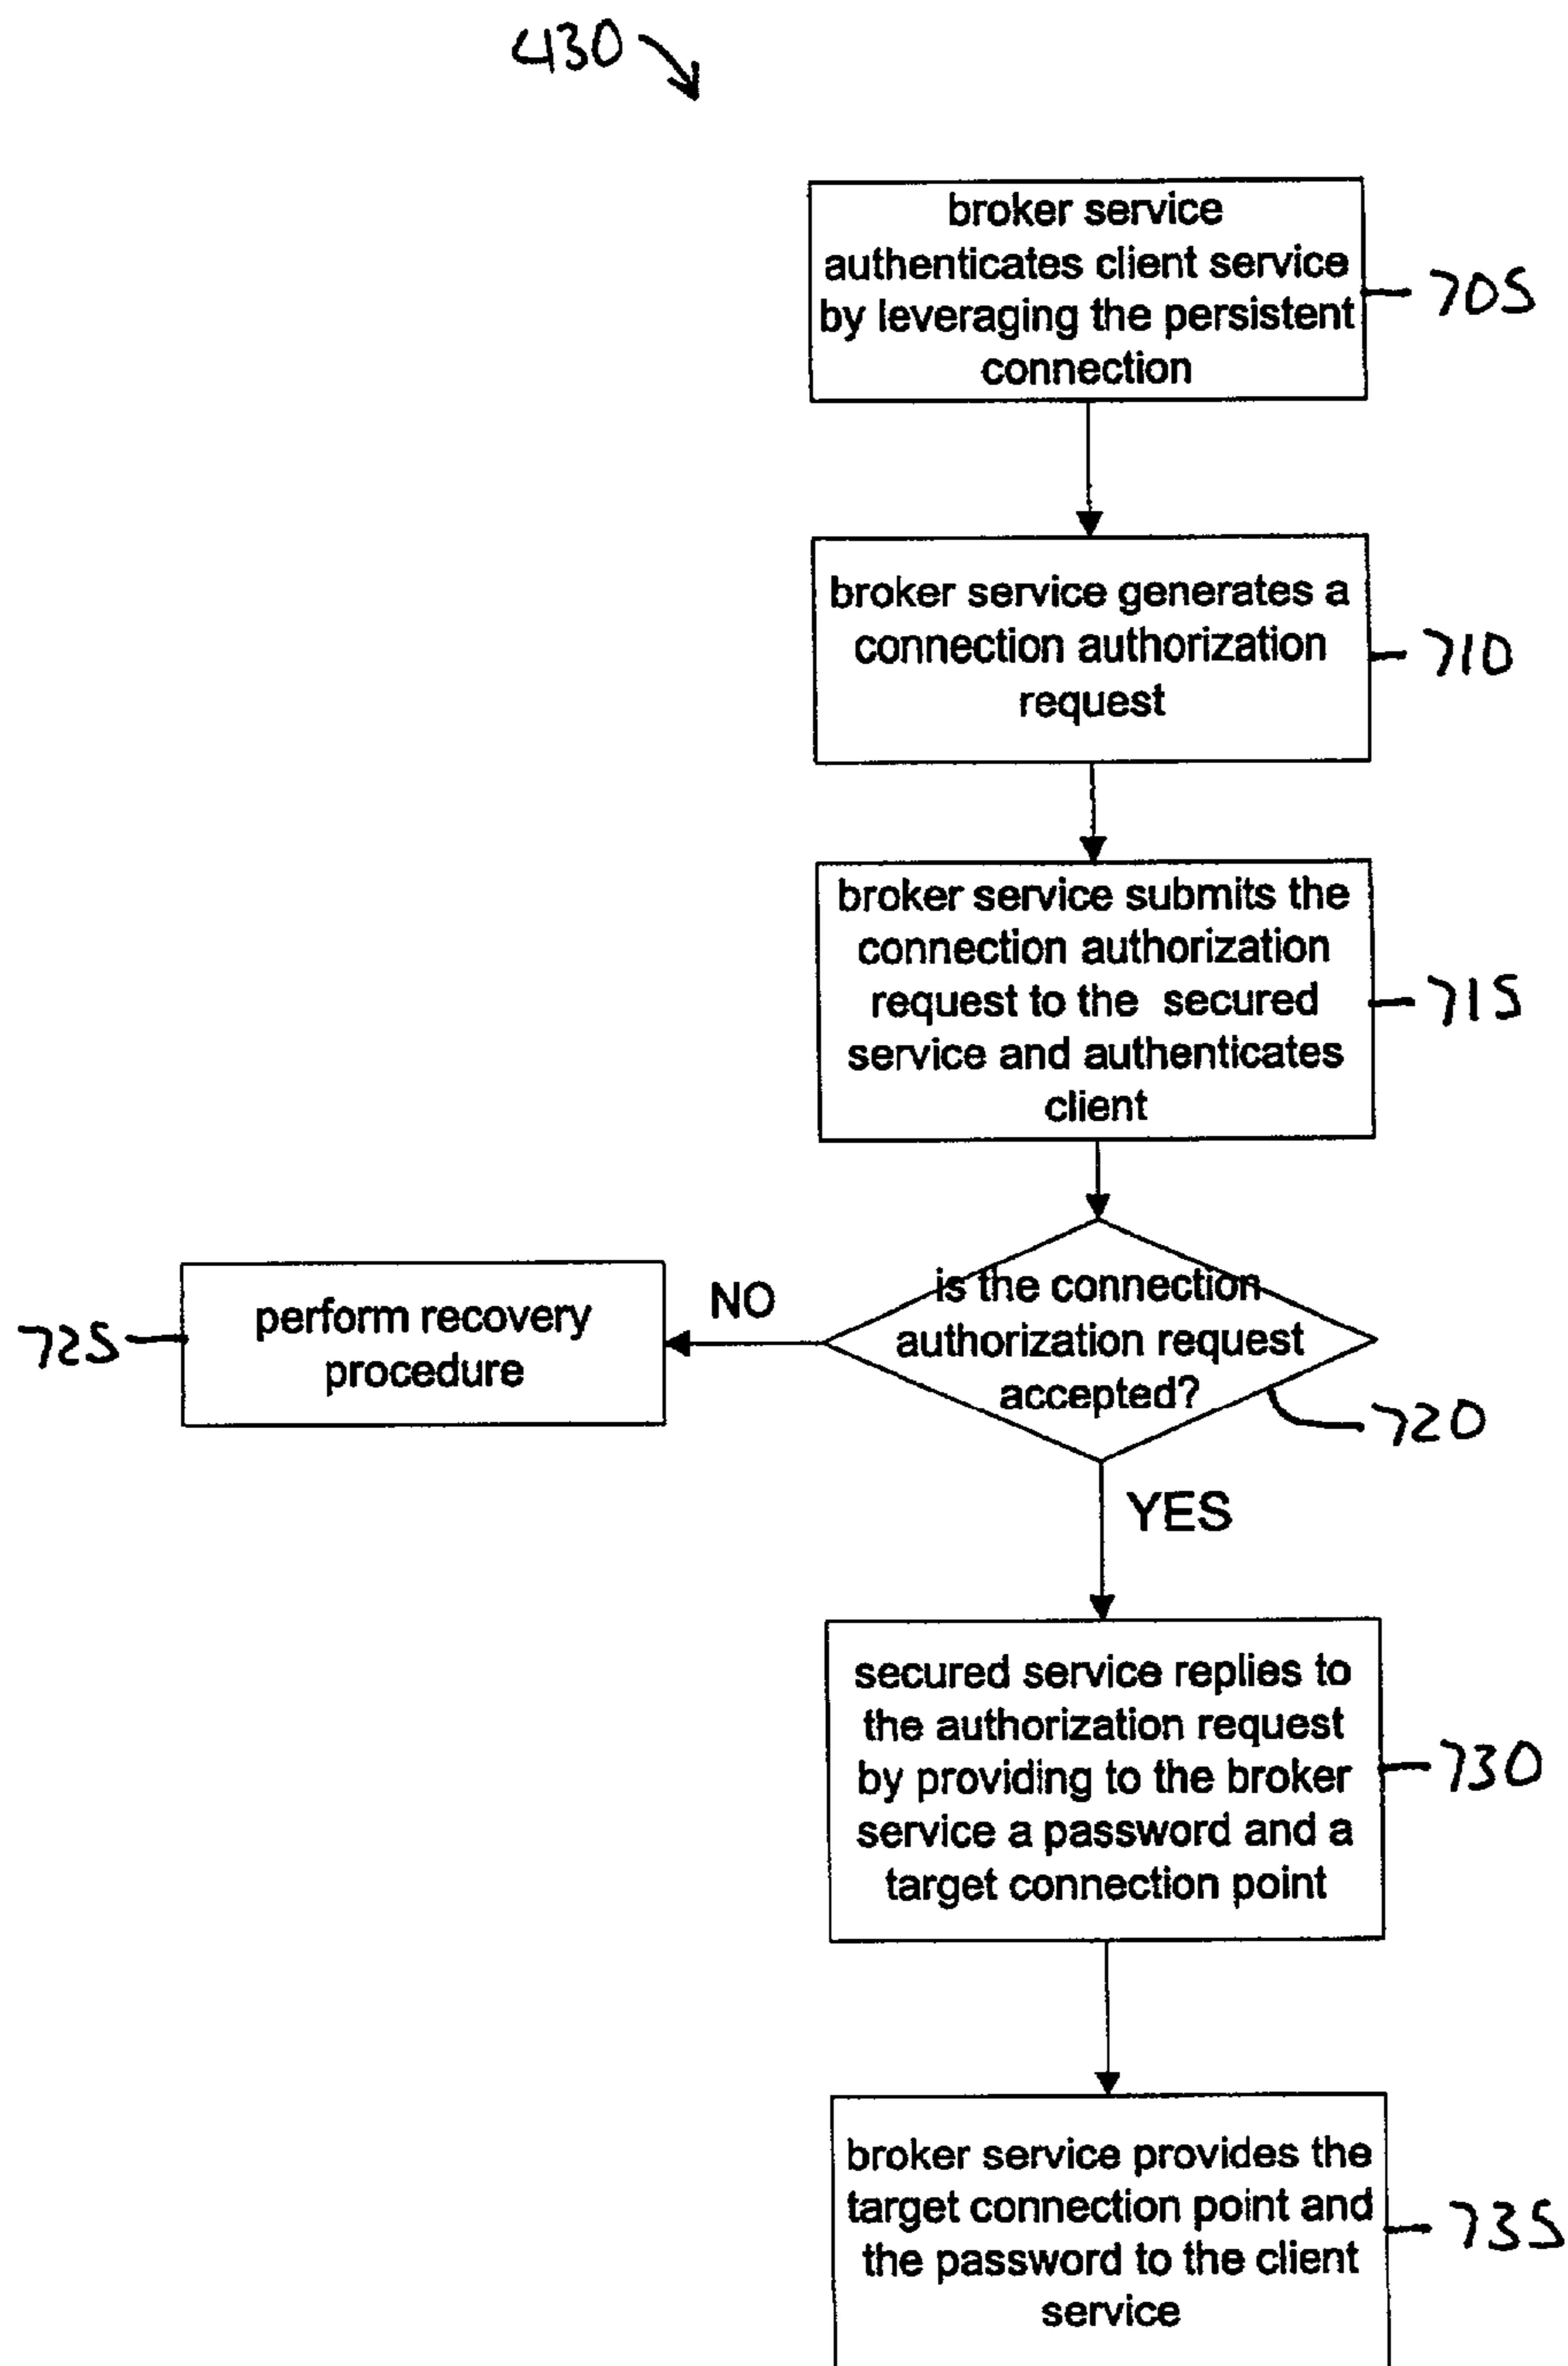 430
broker service
authenticates client service
by leveraging the persistent
connection
705
broker service generates a
connection authorization
request
710
broker service submits the
connection authorization
request to the secured
service and authenticates
client
715
is the connection
authorization request
accepted?
720
NO
perform recovery
procedure
725
YES
secured service replies to
the authorization request
by providing to the broker
service a password and a
target connection point
730
broker service provides the
target connection point and
the password to the client
service
735